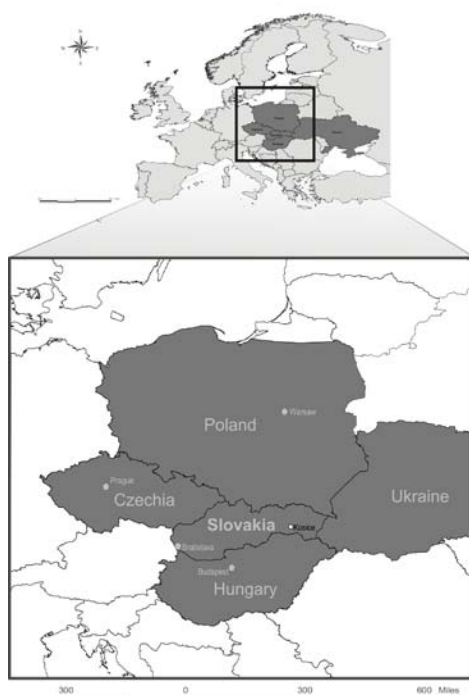 N
Poland
Warsaw
Prague
Czechia
Ukraine
Slovakia
Kosice
Bratislava
Budapest
Hungary
300 0 300 600 Miles